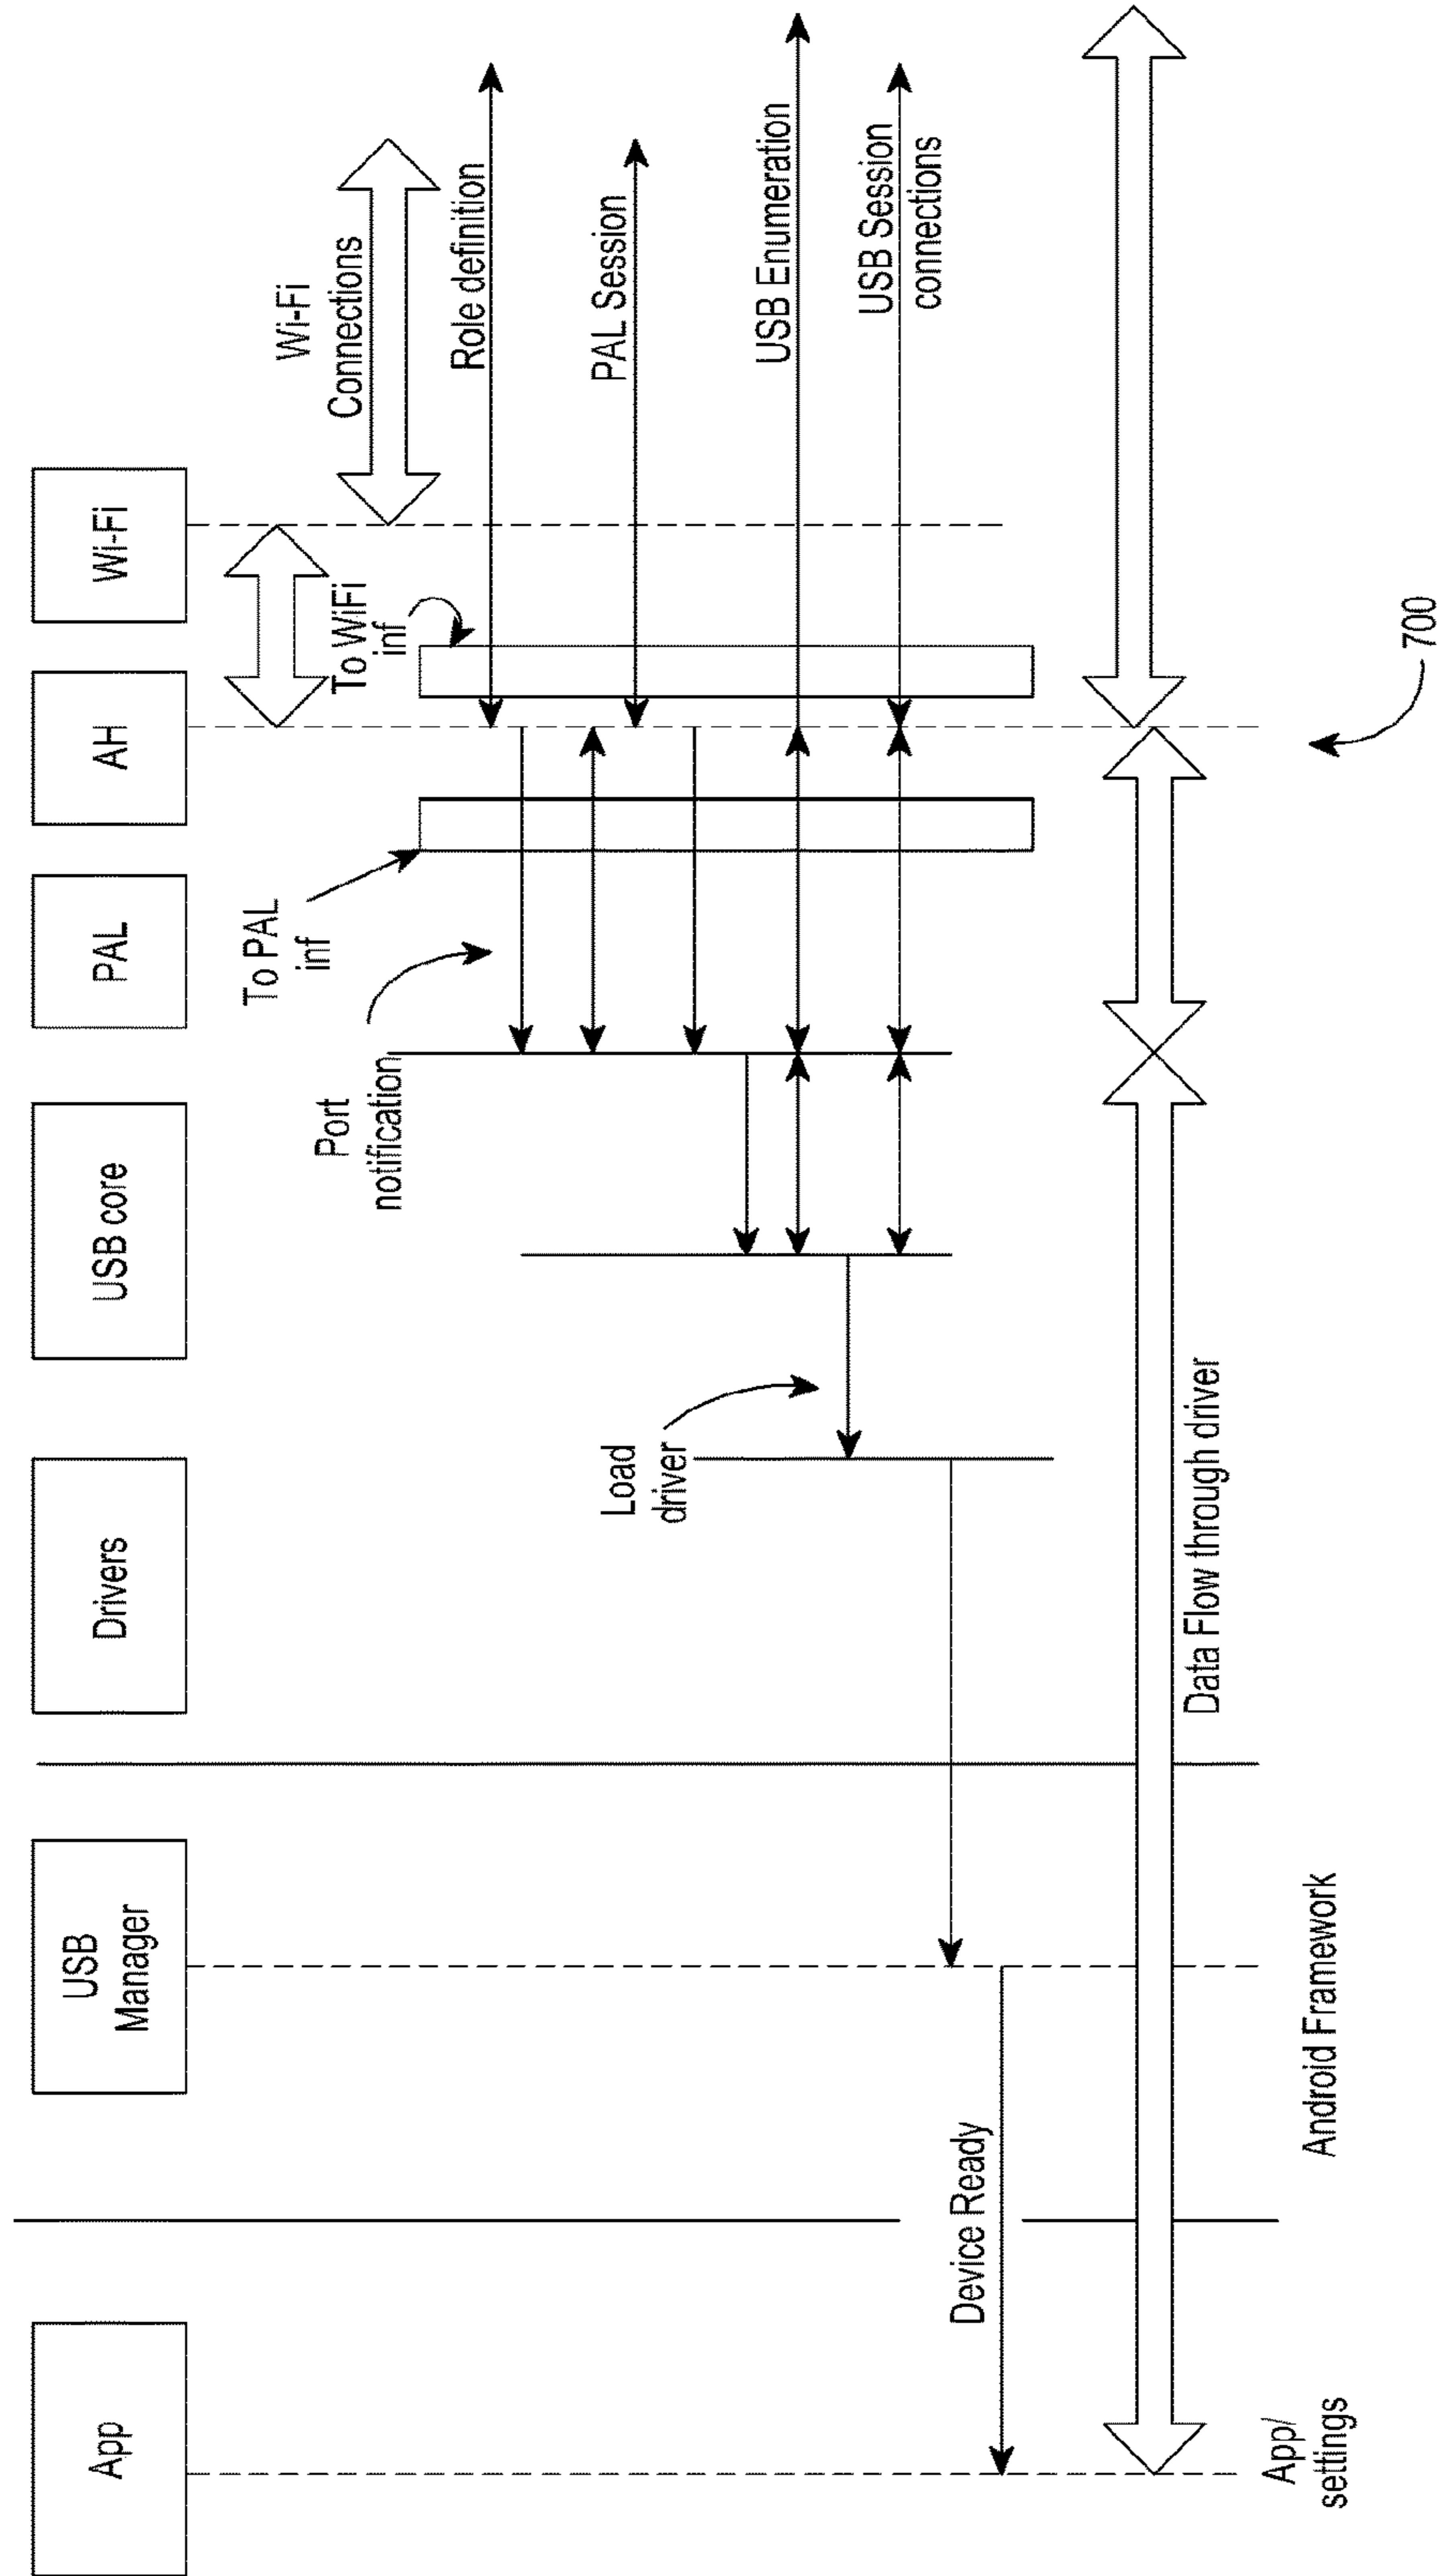 App
USB
Manager
Drivers
USB core
PAL
AH
Wi-Fi
Wi-Fi
Connections
To WiFi
inf
To PAL
inf
Role definition
Port
notification
PAL Session
Load
driver
USB Enumeration
USB Session
connections
Device Ready
Data Flow through driver
App/
settings
Android Framework
700